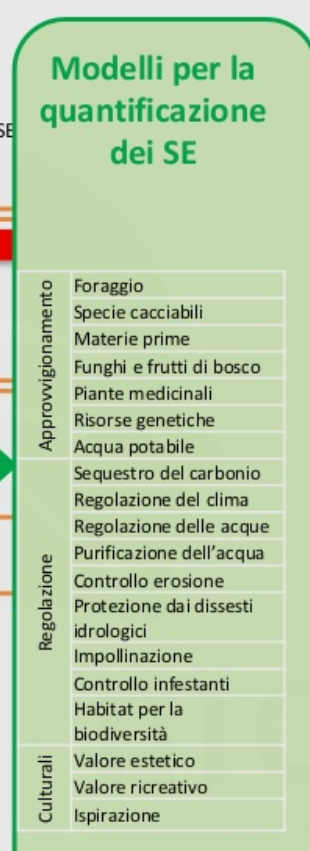 Modelli per la
quantificazione
dei SE
SE
Approvvigionamento
Foraggio
Specie cacciabili
Materie prime
Funghi e frutti di bosco
Piante medicinali
Risorse genetiche
Acqua potabile
Regolazione
Sequestro del carbonio
Regolazione del clima
Regolazione delle acque
Purificazione dell'acqua
Controllo erosione
Protezione dai dissesti
idrologici
Impollinazione
Controllo infestanti
Habitat per la
biodiversità
Culturali
Valore estetico
Valore ricreativo
Ispirazione